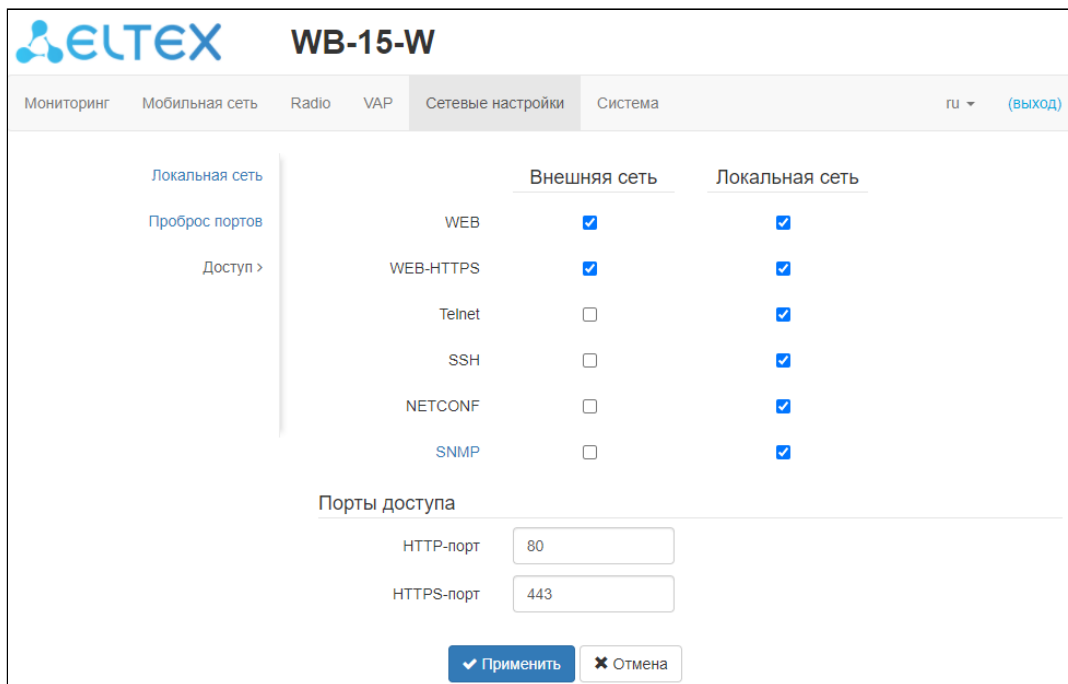 ELTEX WB-15-W
Мониторинг Мобильная сеть Radio VAP Сетевые настройки Система ru (выход)
Локальная сеть
Проброс портов
Доступ >
Внешняя сеть Локальная сеть
WEB
WEB-HTTPS
Telnet
SSH
NETCONF
SNMP
Порты доступа
HTTP-порт 80
HTTPS-порт 443
Применить Отмена